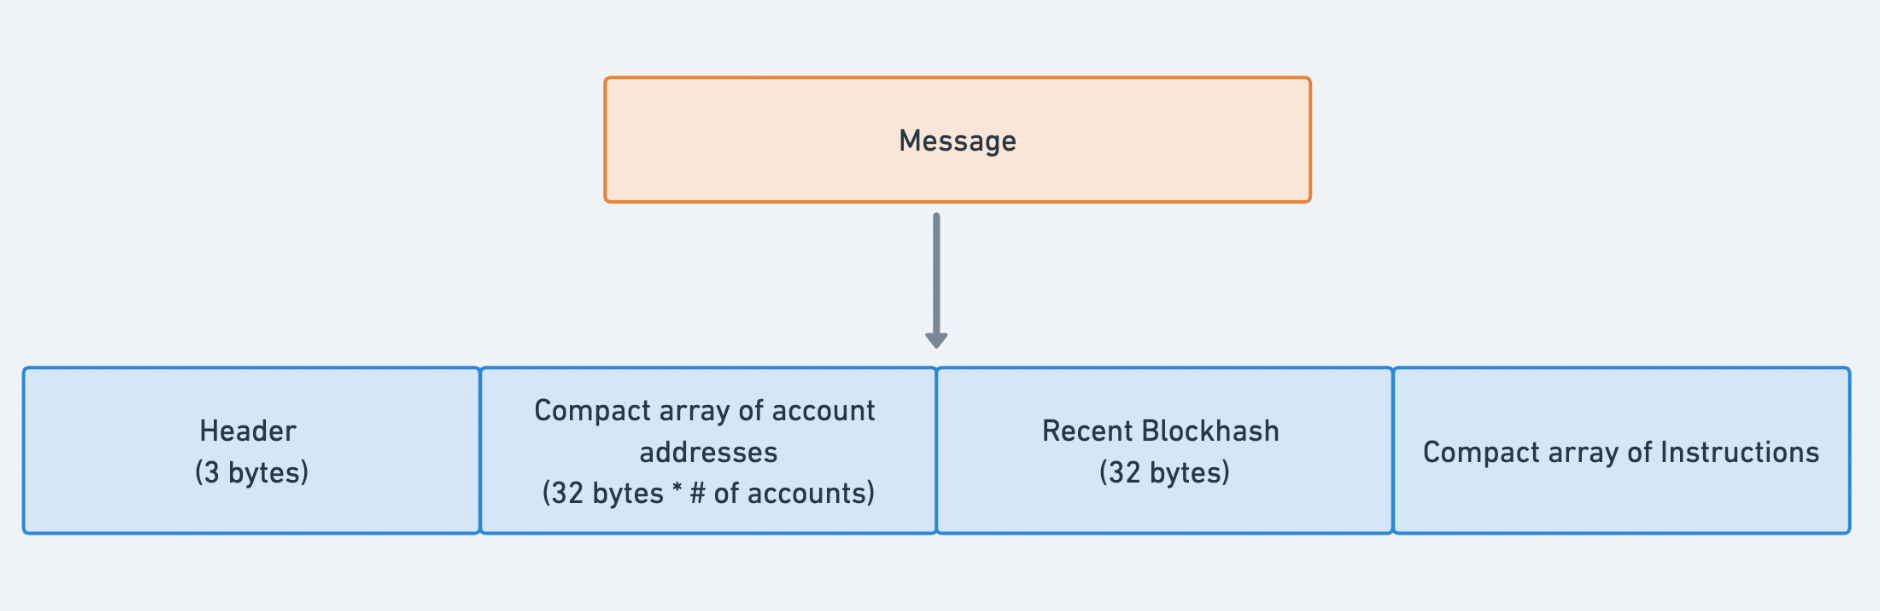 Message
Header
(3 bytes)
Compact array of account
addresses
(32 bytes * # of accounts)
Recent Blockhash
(32 bytes)
Compact array of Instructions